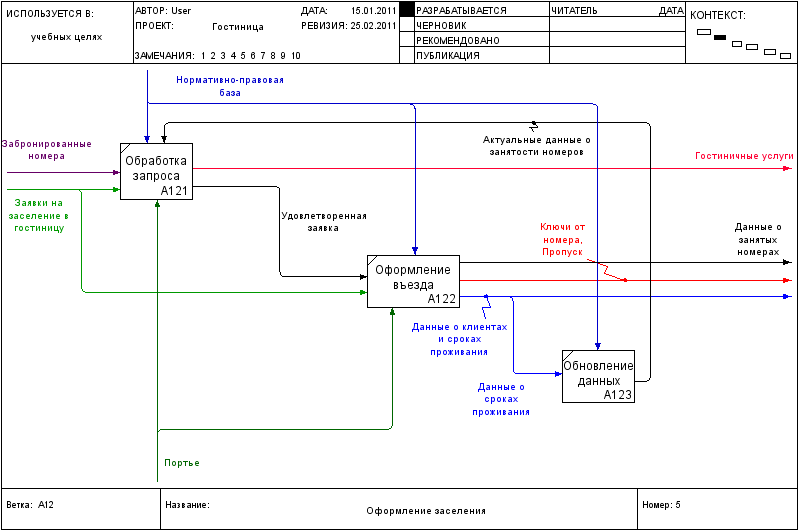 ИСПОЛЬЗУЕТСЯ В:
учебных целях
АВТОР: User
ДАТА: 15.01.2011
ПРОЕКТ: Гостиница
РЕВИЗИЯ: 25.02.2011
ЗАМЕЧАНИЯ: 1 2 3 4 5 6 7 8 9 10
РАЗРАБАТЫВАЕТСЯ
ЧЕРНОВИК
РЕКОМЕНДОВАНО
ПУБЛИКАЦИЯ
ЧИТАТЕЛЬ
ДАТА
КОНТЕКСТ:
Нормативно-правовая
база
Забронированные
номера
Обработка
запроса
A121
Актуальные данные о
занятости номеров
Гостиничные услуги
Заявки на
заселение в
гостиницу
Удовлетворенная
заявка
Ключи от
номера,
Пропуск
Данные о
занятых
номерах
Оформление
въезда
A122
Данные о клиентах
и сроках
проживания
Обновление
данных
A123
Данные о
сроках
проживания
Портье
Ветка: A12
Название:
Оформление заселения
Номер: 5